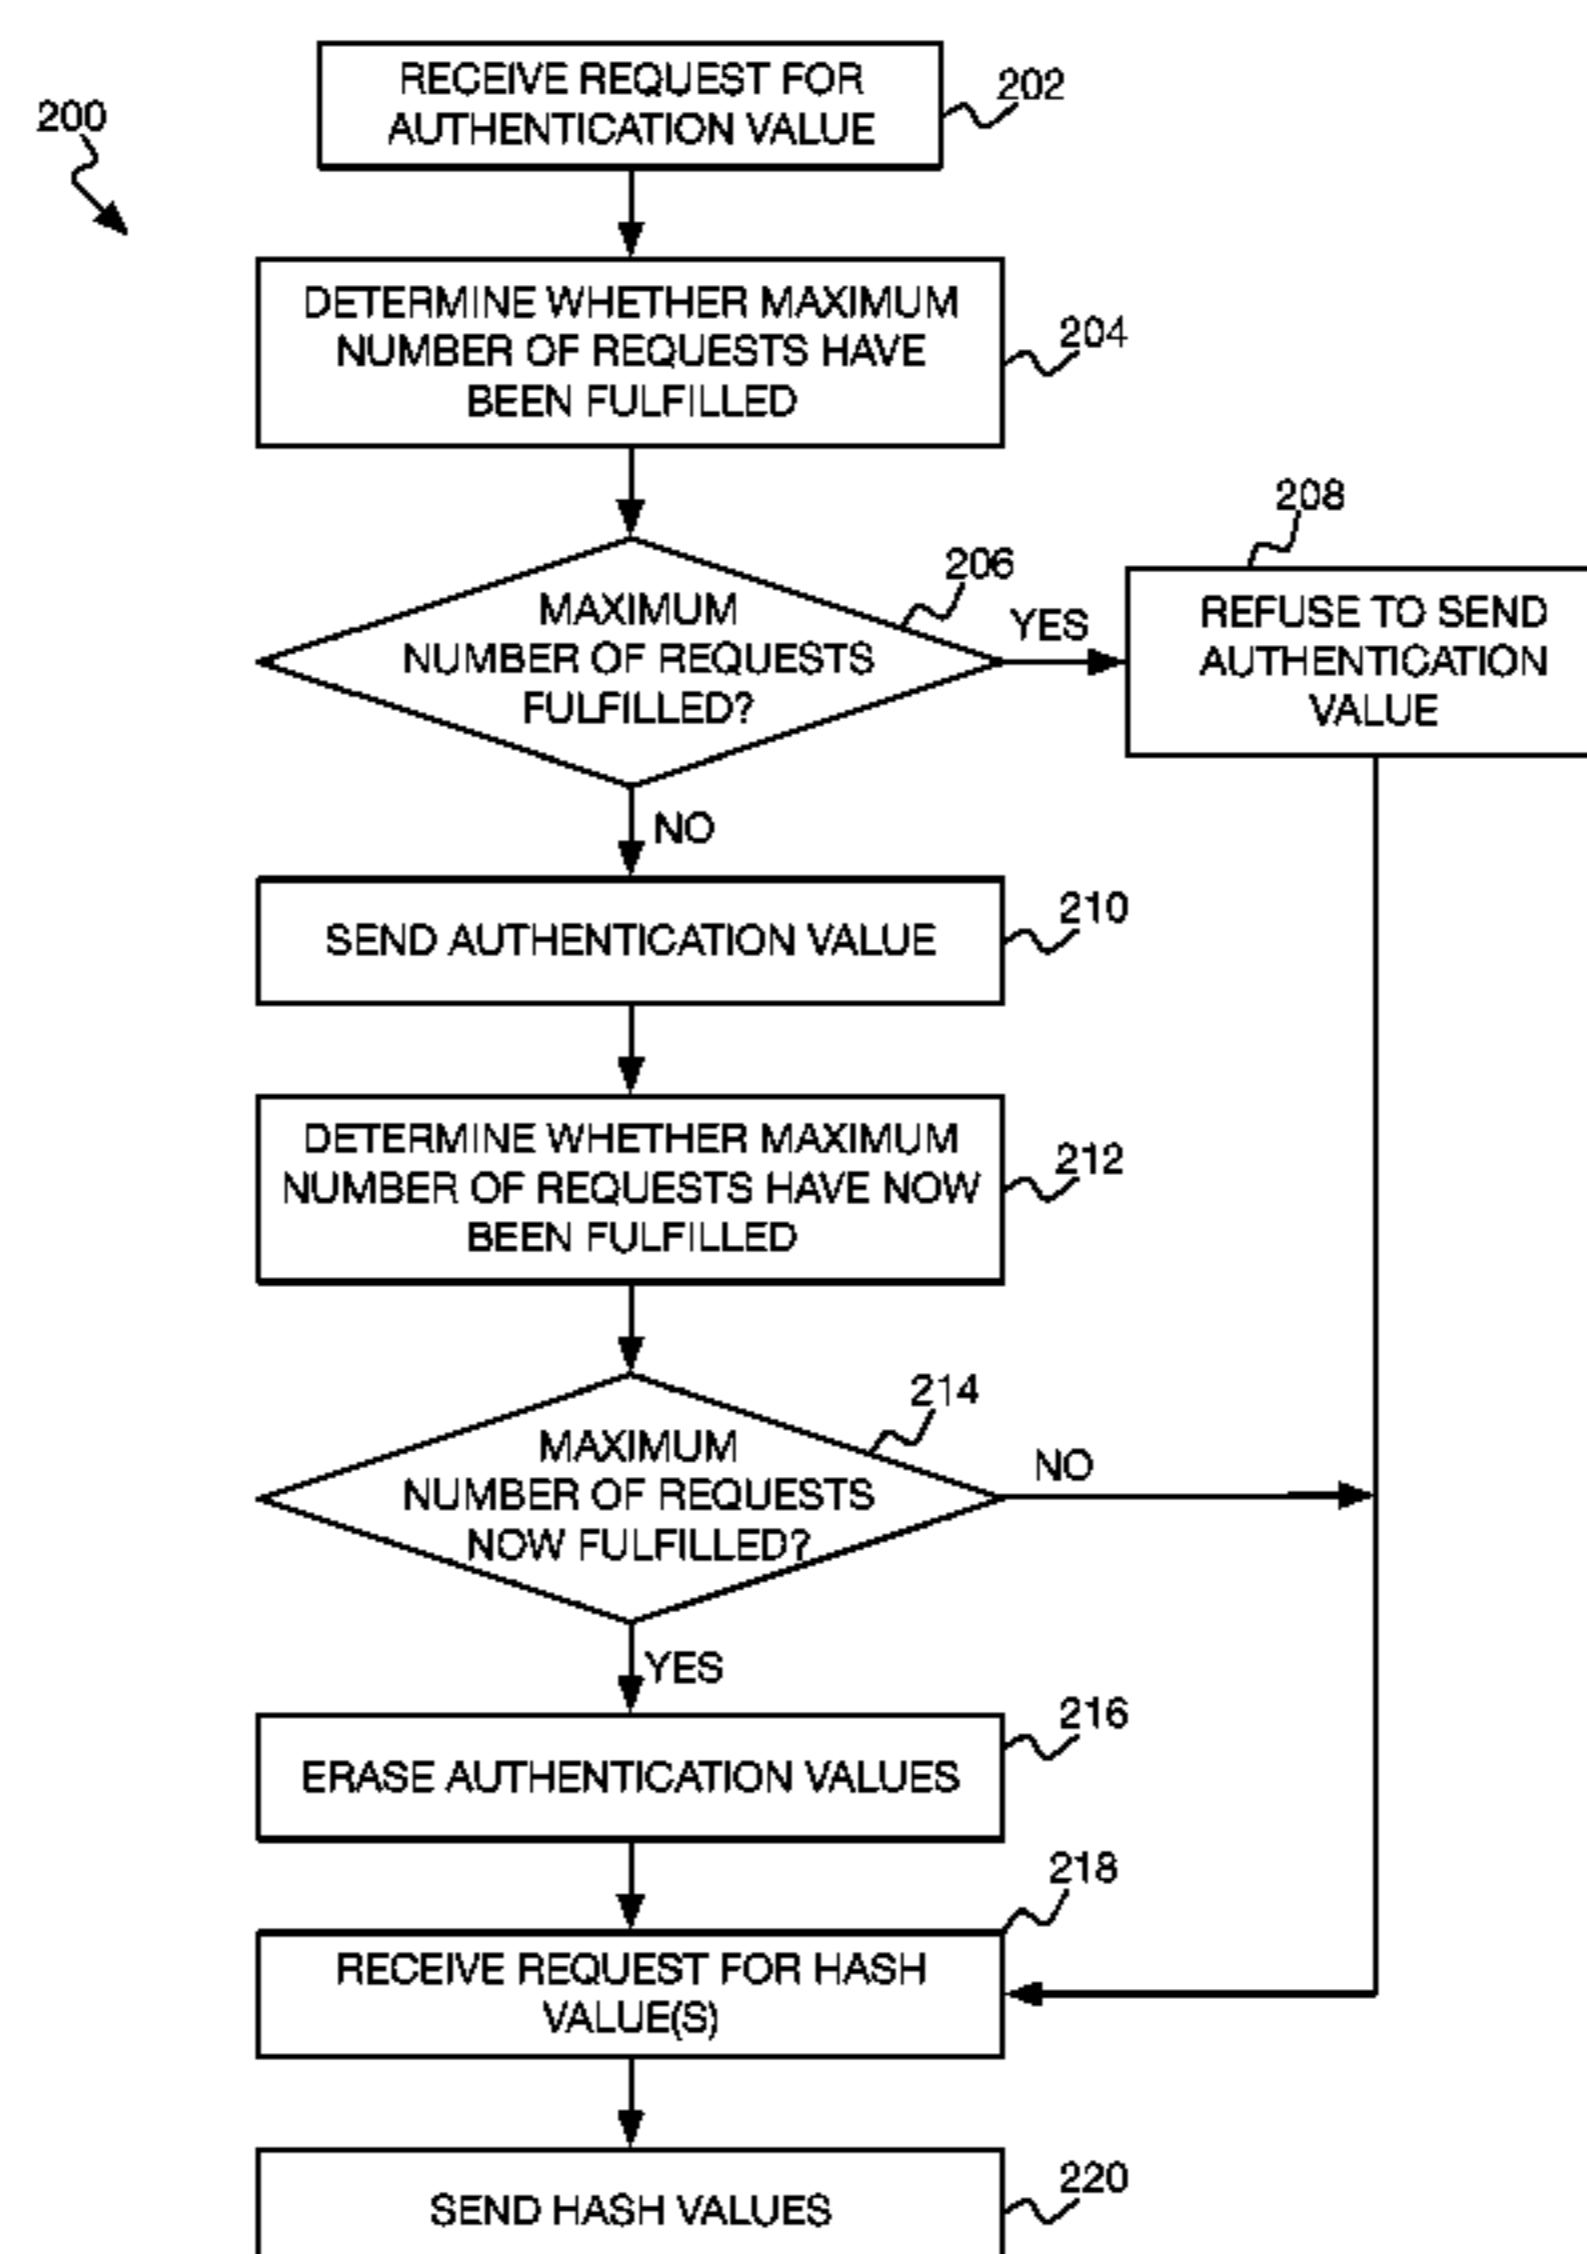 200
RECEIVE REQUEST FOR
AUTHENTICATION VALUE
202
DETERMINE WHETHER MAXIMUM
NUMBER OF REQUESTS HAVE
BEEN FULFILLED
204
MAXIMUM
NUMBER OF REQUESTS
FULFILLED?
206
YES
208
REFUSE TO SEND
AUTHENTICATION
VALUE
NO
SEND AUTHENTICATION VALUE
210
DETERMINE WHETHER MAXIMUM
NUMBER OF REQUESTS HAVE NOW
BEEN FULFILLED
212
MAXIMUM
NUMBER OF REQUESTS
NOW FULFILLED?
214
NO
YES
ERASE AUTHENTICATION VALUES
216
RECEIVE REQUEST FOR HASH
VALUE(S)
218
SEND HASH VALUES
220